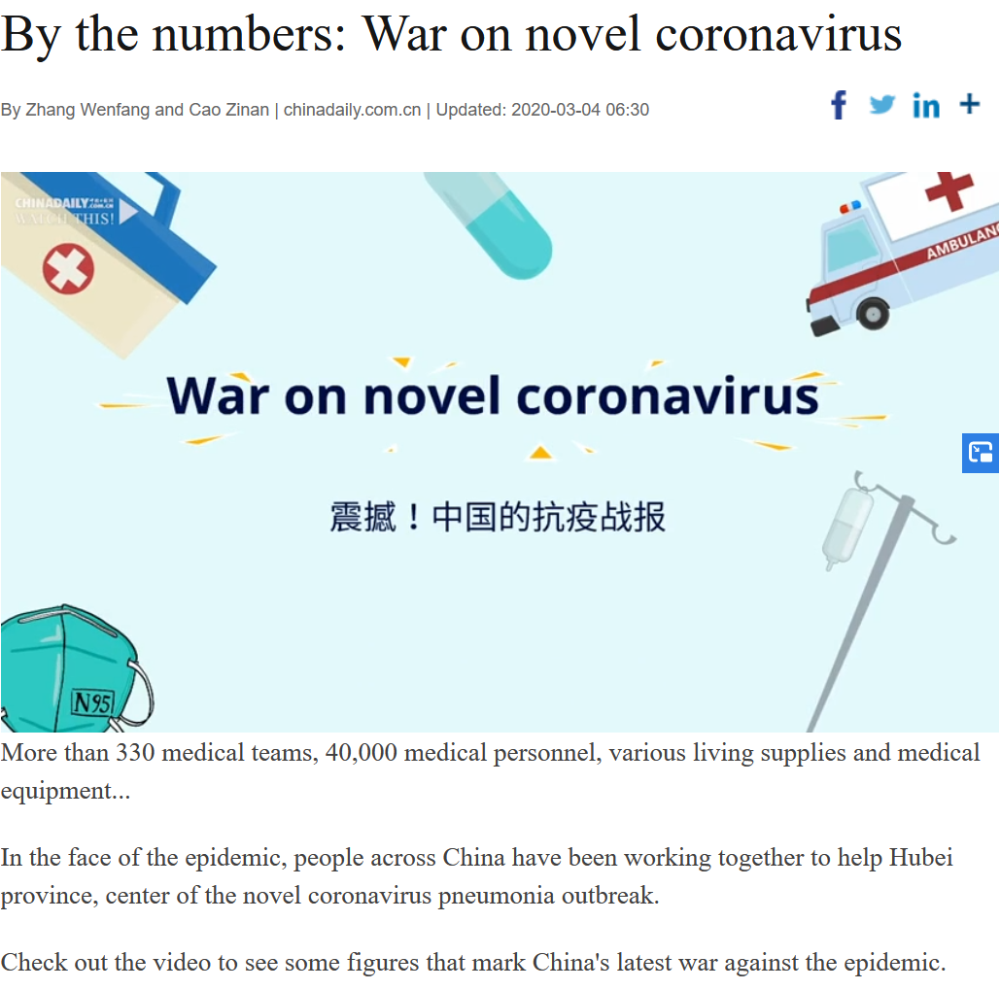 By the numbers: War on novel coronavirus
By Zhang Wenfang and Cao Zinan | chinadaily.com.cn | Updated: 2020-03-04 06:30
CHINADAILY
.COM.CN
WATCH THIS!
AMBULANC
War on novel coronavirus
震撼！中国的抗疫战报
N95
More than 330 medical teams, 40,000 medical personnel, various living supplies and medical
equipment...
In the face of the epidemic, people across China have been working together to help Hubei
province, center of the novel coronavirus pneumonia outbreak.
Check out the video to see some figures that mark China's latest war against the epidemic.